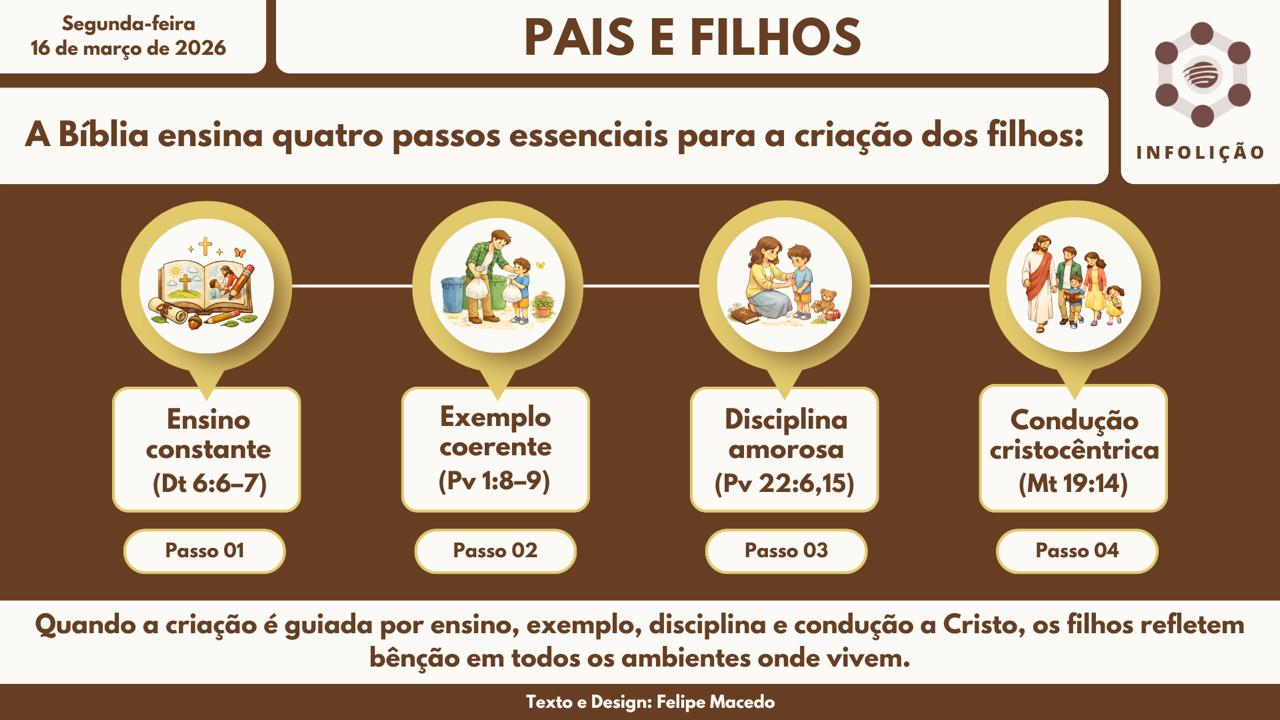 Segunda-feira
16 de março de 2026
PAIS E FILHOS
INFOLIÇÃO
A Bíblia ensina quatro passos essenciais para a criação dos filhos:
Ensino
constante
(Dt 6:6–7)
Passo 01
Exemplo
coerente
(Pv 1:8–9)
Passo 02
Disciplina
amorosa
(Pv 22:6,15)
Passo 03
Condução
cristocêntrica
(Mt 19:14)
Passo 04
Quando a criação é guiada por ensino, exemplo, disciplina e condução a Cristo, os filhos refletem
bênção em todos os ambientes onde vivem.
Texto e Design: Felipe Macedo